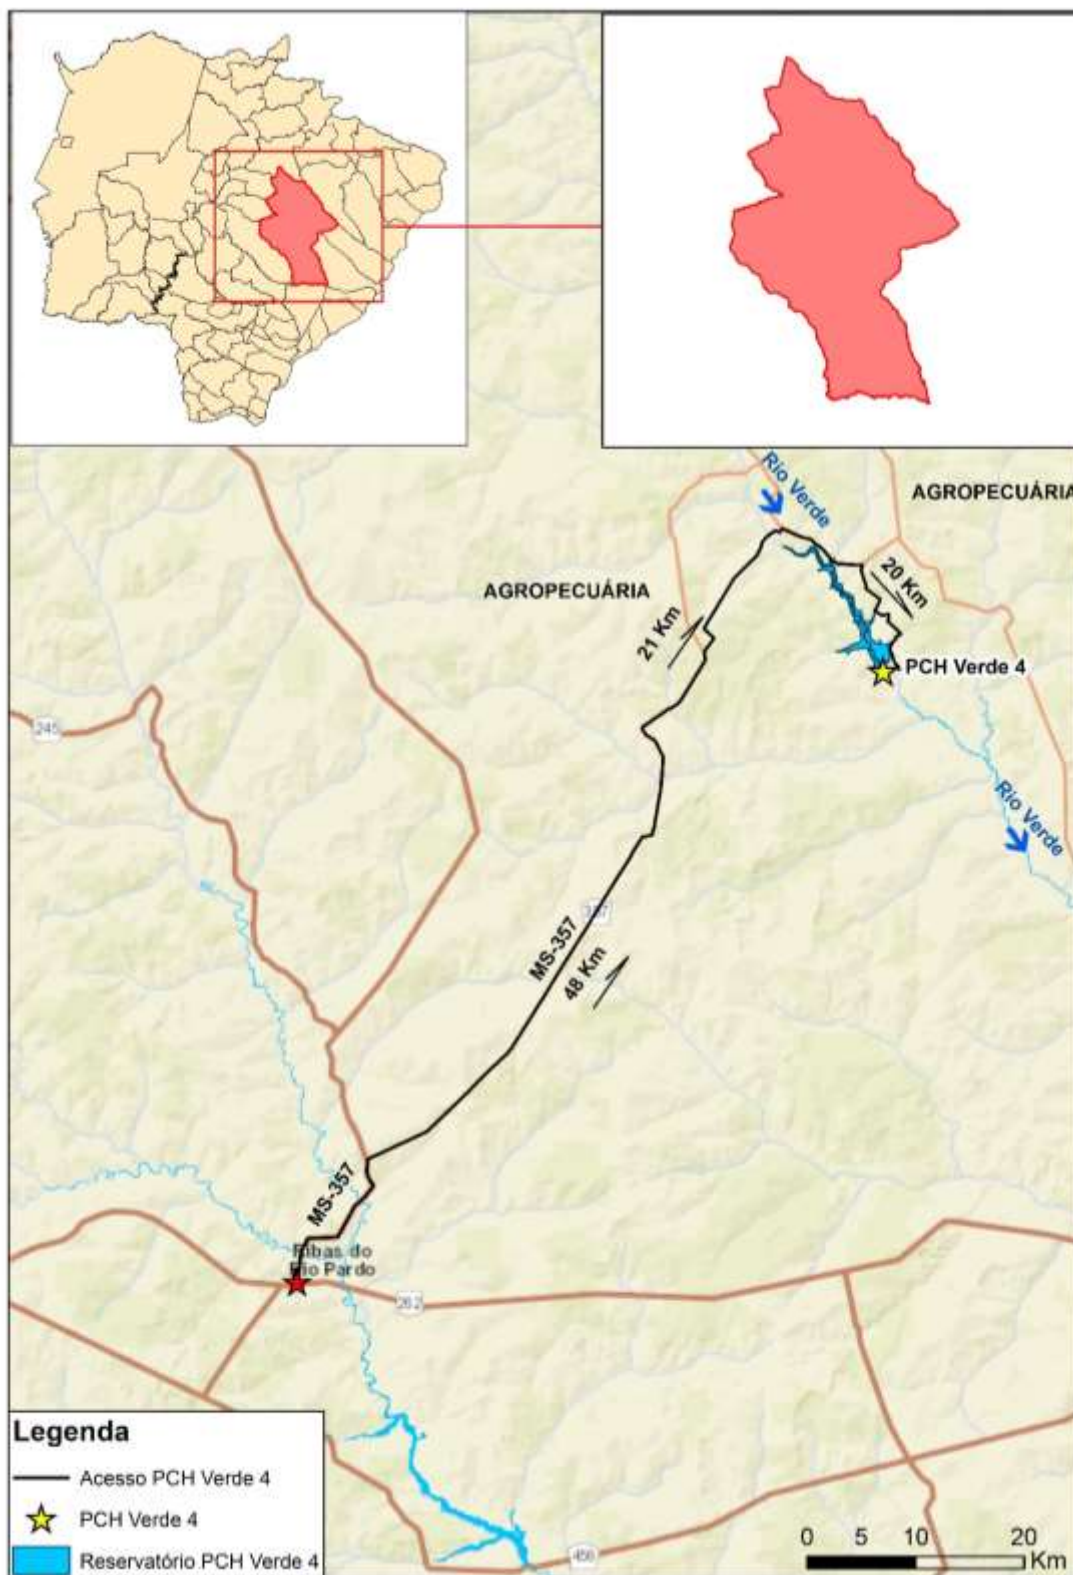 Rio Verde
AGROPECUÁRIA
AGROPECUÁRIA
20 Km
21 Km
PCH Verde 4
245
Rio Verde
357
MS-357
48 Km
MS-357
Ribas do
Rio Pardo
262
Legenda
Acesso PCH Verde 4
PCH Verde 4
Reservatório PCH Verde 4
456
0 5 10 20
Km